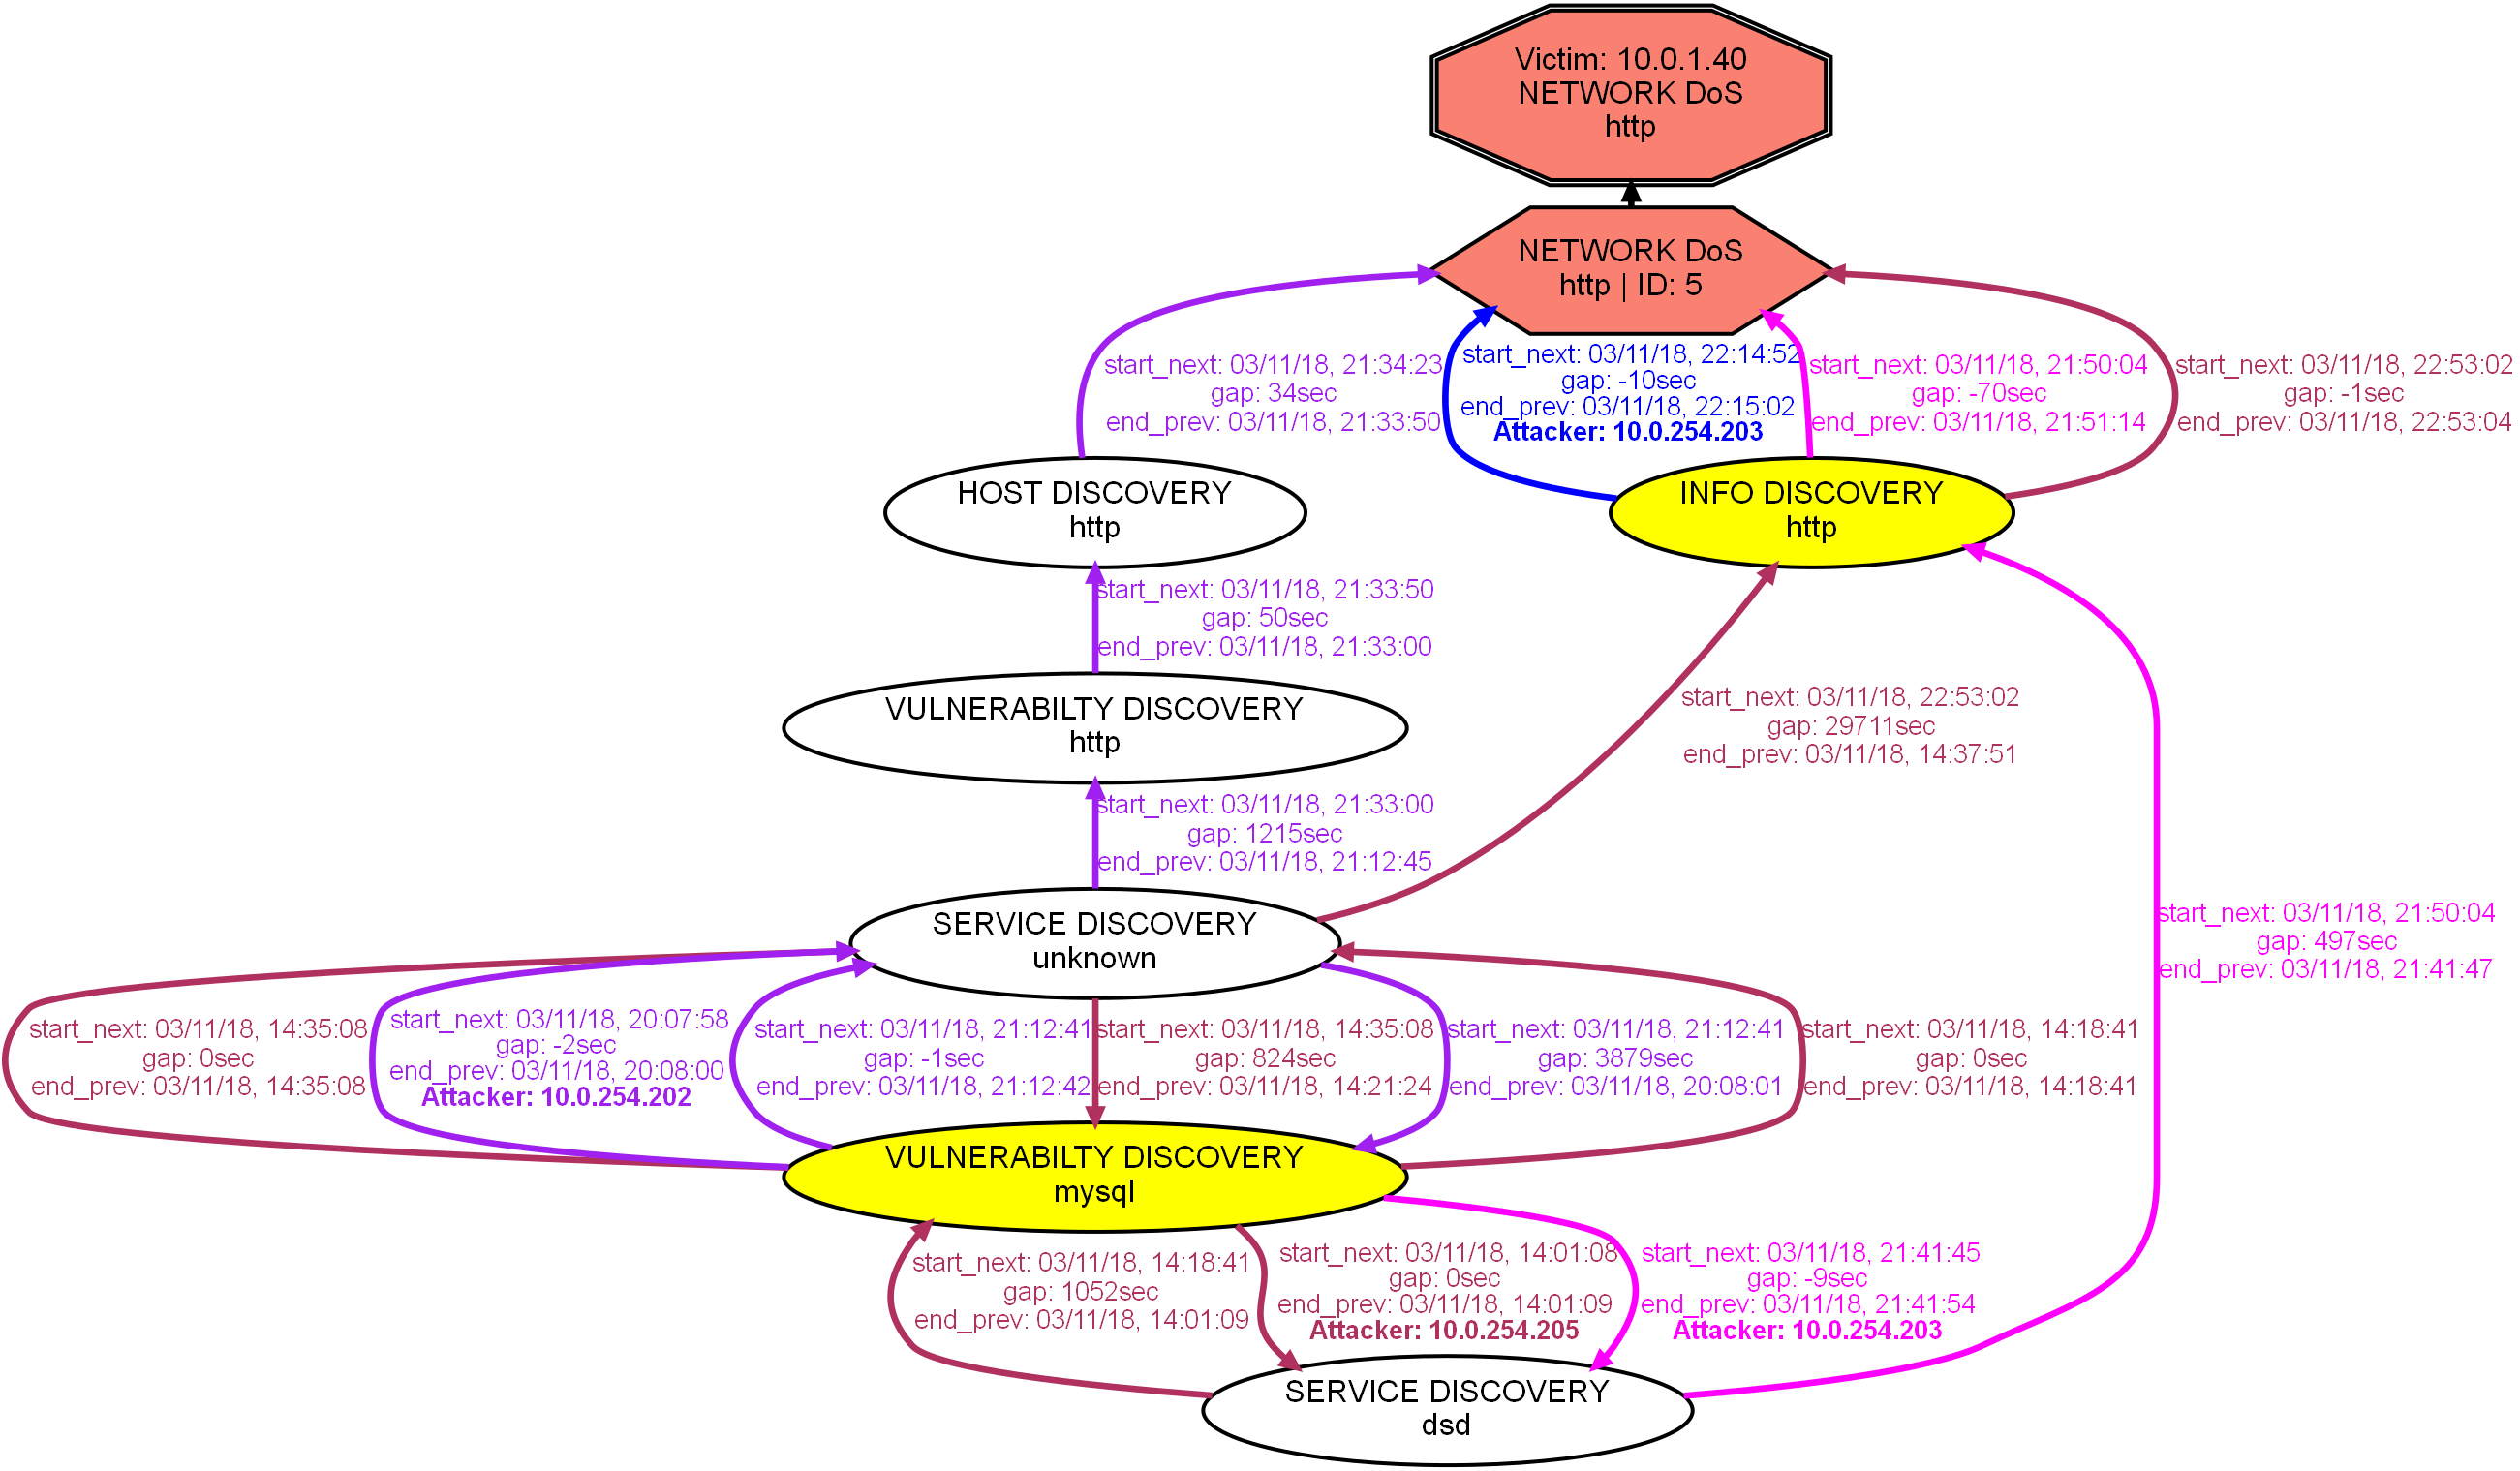 Victim: 10.0.1.40
NETWORK DoS
http
NETWORK DoS
http | ID: 5
start_next: 03/11/18, 21:34:23
gap: 34sec
end_prev: 03/11/18, 21:33:50
start_next: 03/11/18, 22:14:52
gap: -10sec
end_prev: 03/11/18, 22:15:02
Attacker: 10.0.254.203
start_next: 03/11/18, 21:50:04
gap: -70sec
end_prev: 03/11/18, 21:51:14
start_next: 03/11/18, 22:53:02
gap: -1sec
end_prev: 03/11/18, 22:53:04
HOST DISCOVERY
http
INFO DISCOVERY
http
start_next: 03/11/18, 21:33:50
gap: 50sec
end_prev: 03/11/18, 21:33:00
VULNERABILTY DISCOVERY
http
start_next: 03/11/18, 22:53:02
gap: 29711sec
end_prev: 03/11/18, 14:37:51
start_next: 03/11/18, 21:33:00
gap: 1215sec
end_prev: 03/11/18, 21:12:45
SERVICE DISCOVERY
unknown
start_next: 03/11/18, 21:50:04
gap: 497sec
end_prev: 03/11/18, 21:41:47
start_next: 03/11/18, 14:35:08
gap: 0sec
end_prev: 03/11/18, 14:35:08
start_next: 03/11/18, 20:07:58
gap: -2sec
end_prev: 03/11/18, 20:08:00
Attacker: 10.0.254.202
start_next: 03/11/18, 21:12:41
gap: -1sec
end_prev: 03/11/18, 21:12:42
start_next: 03/11/18, 14:35:08
gap: 824sec
end_prev: 03/11/18, 14:21:24
start_next: 03/11/18, 21:12:41
gap: 3879sec
end_prev: 03/11/18, 20:08:01
start_next: 03/11/18, 14:18:41
gap: 0sec
end_prev: 03/11/18, 14:18:41
VULNERABILTY DISCOVERY
mysql
start_next: 03/11/18, 14:18:41
gap: 1052sec
end_prev: 03/11/18, 14:01:09
start_next: 03/11/18, 14:01:08
gap: 0sec
end_prev: 03/11/18, 14:01:09
Attacker: 10.0.254.205
start_next: 03/11/18, 21:41:45
gap: -9sec
end_prev: 03/11/18, 21:41:54
Attacker: 10.0.254.203
SERVICE DISCOVERY
dsd